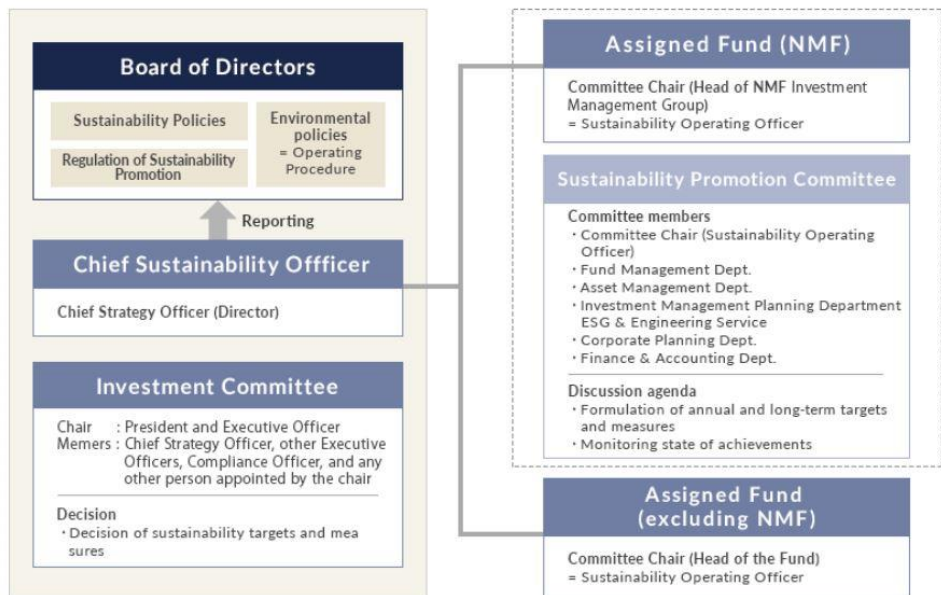 Board of Directors
Sustainability Policies
Regulation of Sustainability
Promotion
Environmental
policies
= Operating
Procedure
Reporting
Chief Sustainability Offfficer
Chief Strategy Officer (Director)
Investment Committee
Chair : President and Executive Officer
Memers : Chief Strategy Officer, other Executive
Officers, Compliance Officer, and any
other person appointed by the chair
Decision
・Decision of sustainability targets and mea
sures
Assigned Fund (NMF)
Committee Chair (Head of NMF Investment
Management Group)
= Sustainability Operating Officer
Sustainability Promotion Committee
Committee members
・Committee Chair (Sustainability Operating
Officer)
・Fund Management Dept.
・Asset Management Dept.
・Investment Management Planning Department
ESG & Engineering Service
・Corporate Planning Dept.
・Finance & Accounting Dept.
Discussion agenda
・Formulation of annual and long-term targets
and measures
・Monitoring state of achievements
Assigned Fund
(excluding NMF)
Committee Chair (Head of the Fund)
= Sustainability Operating Officer